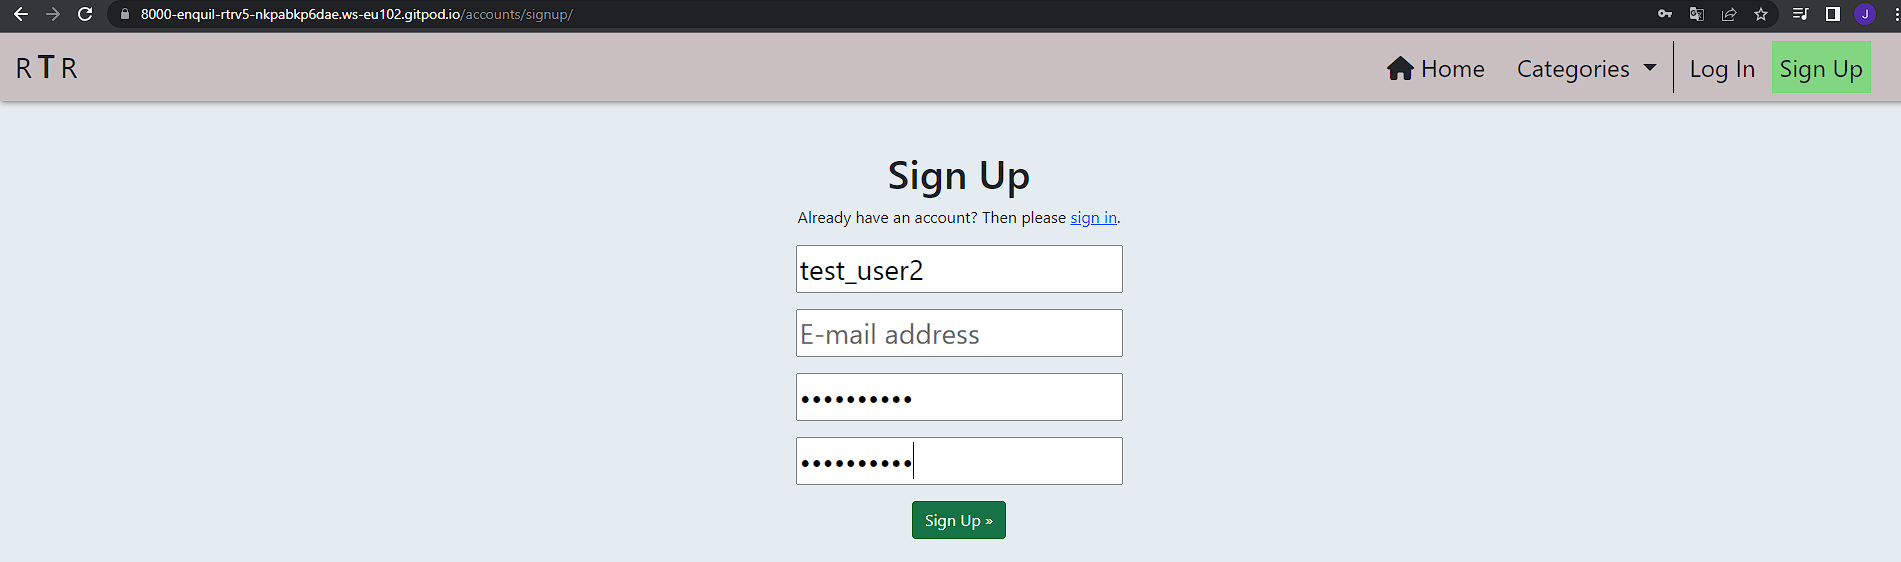 8000-enquil-rtrv5-nkpabkp6dae.ws-eu102.gitpod.io/accounts/signup/
J
R T R
Home
Categories
Log In
Sign Up
Sign Up
Already have an account? Then please sign in.
test_user2
E-mail address
••••••••••
••••••••••
Sign Up »